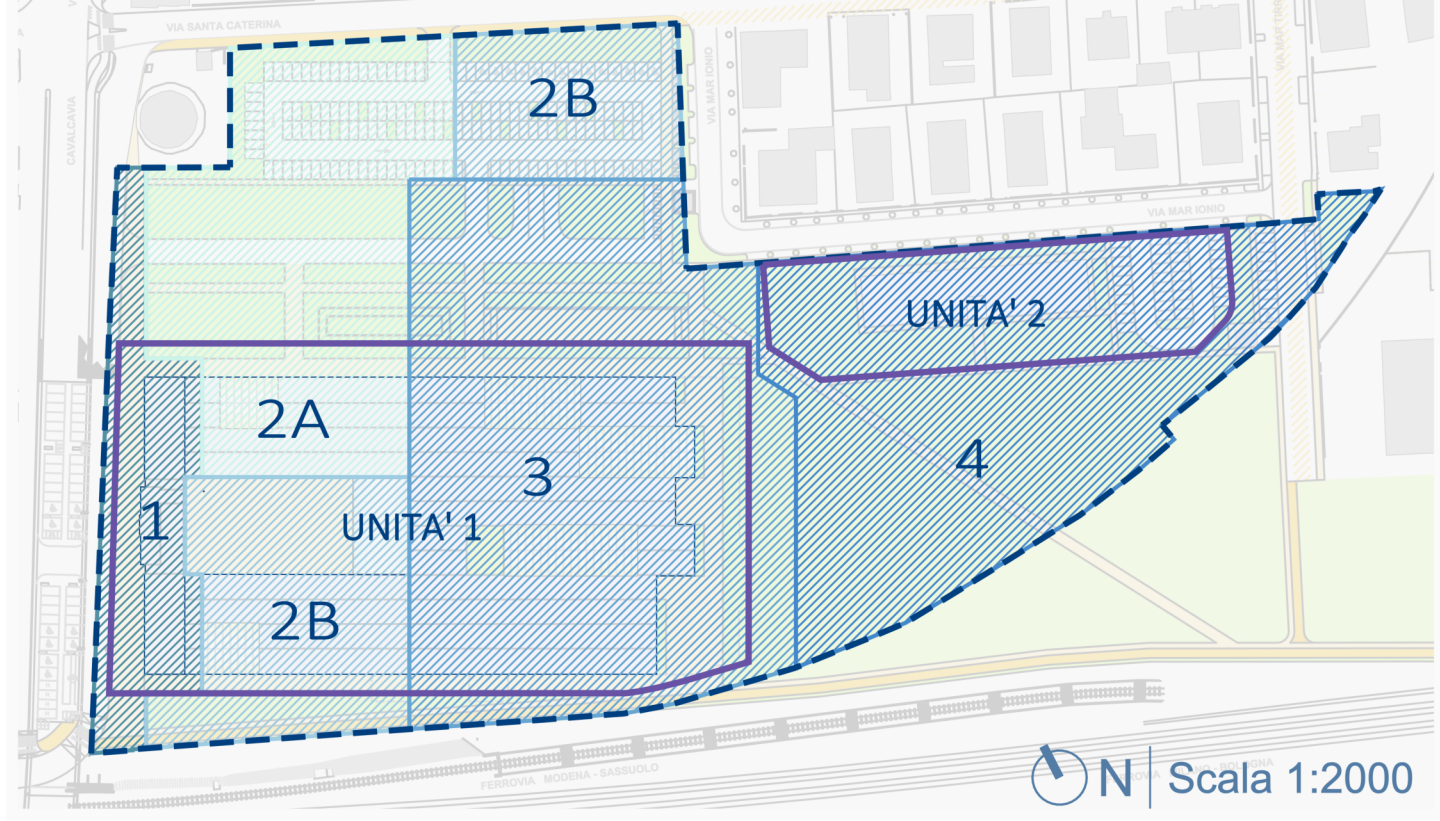 VIA SANTA CATERINA
CAVALCAVIA
2B
VIA MAR IONIO
VIA MAR IONIO
UNITA' 2
2A
3
4
1
UNITA' 1
2B
FERROVIA MODENA - SASSUOLO
N
Scala 1:2000